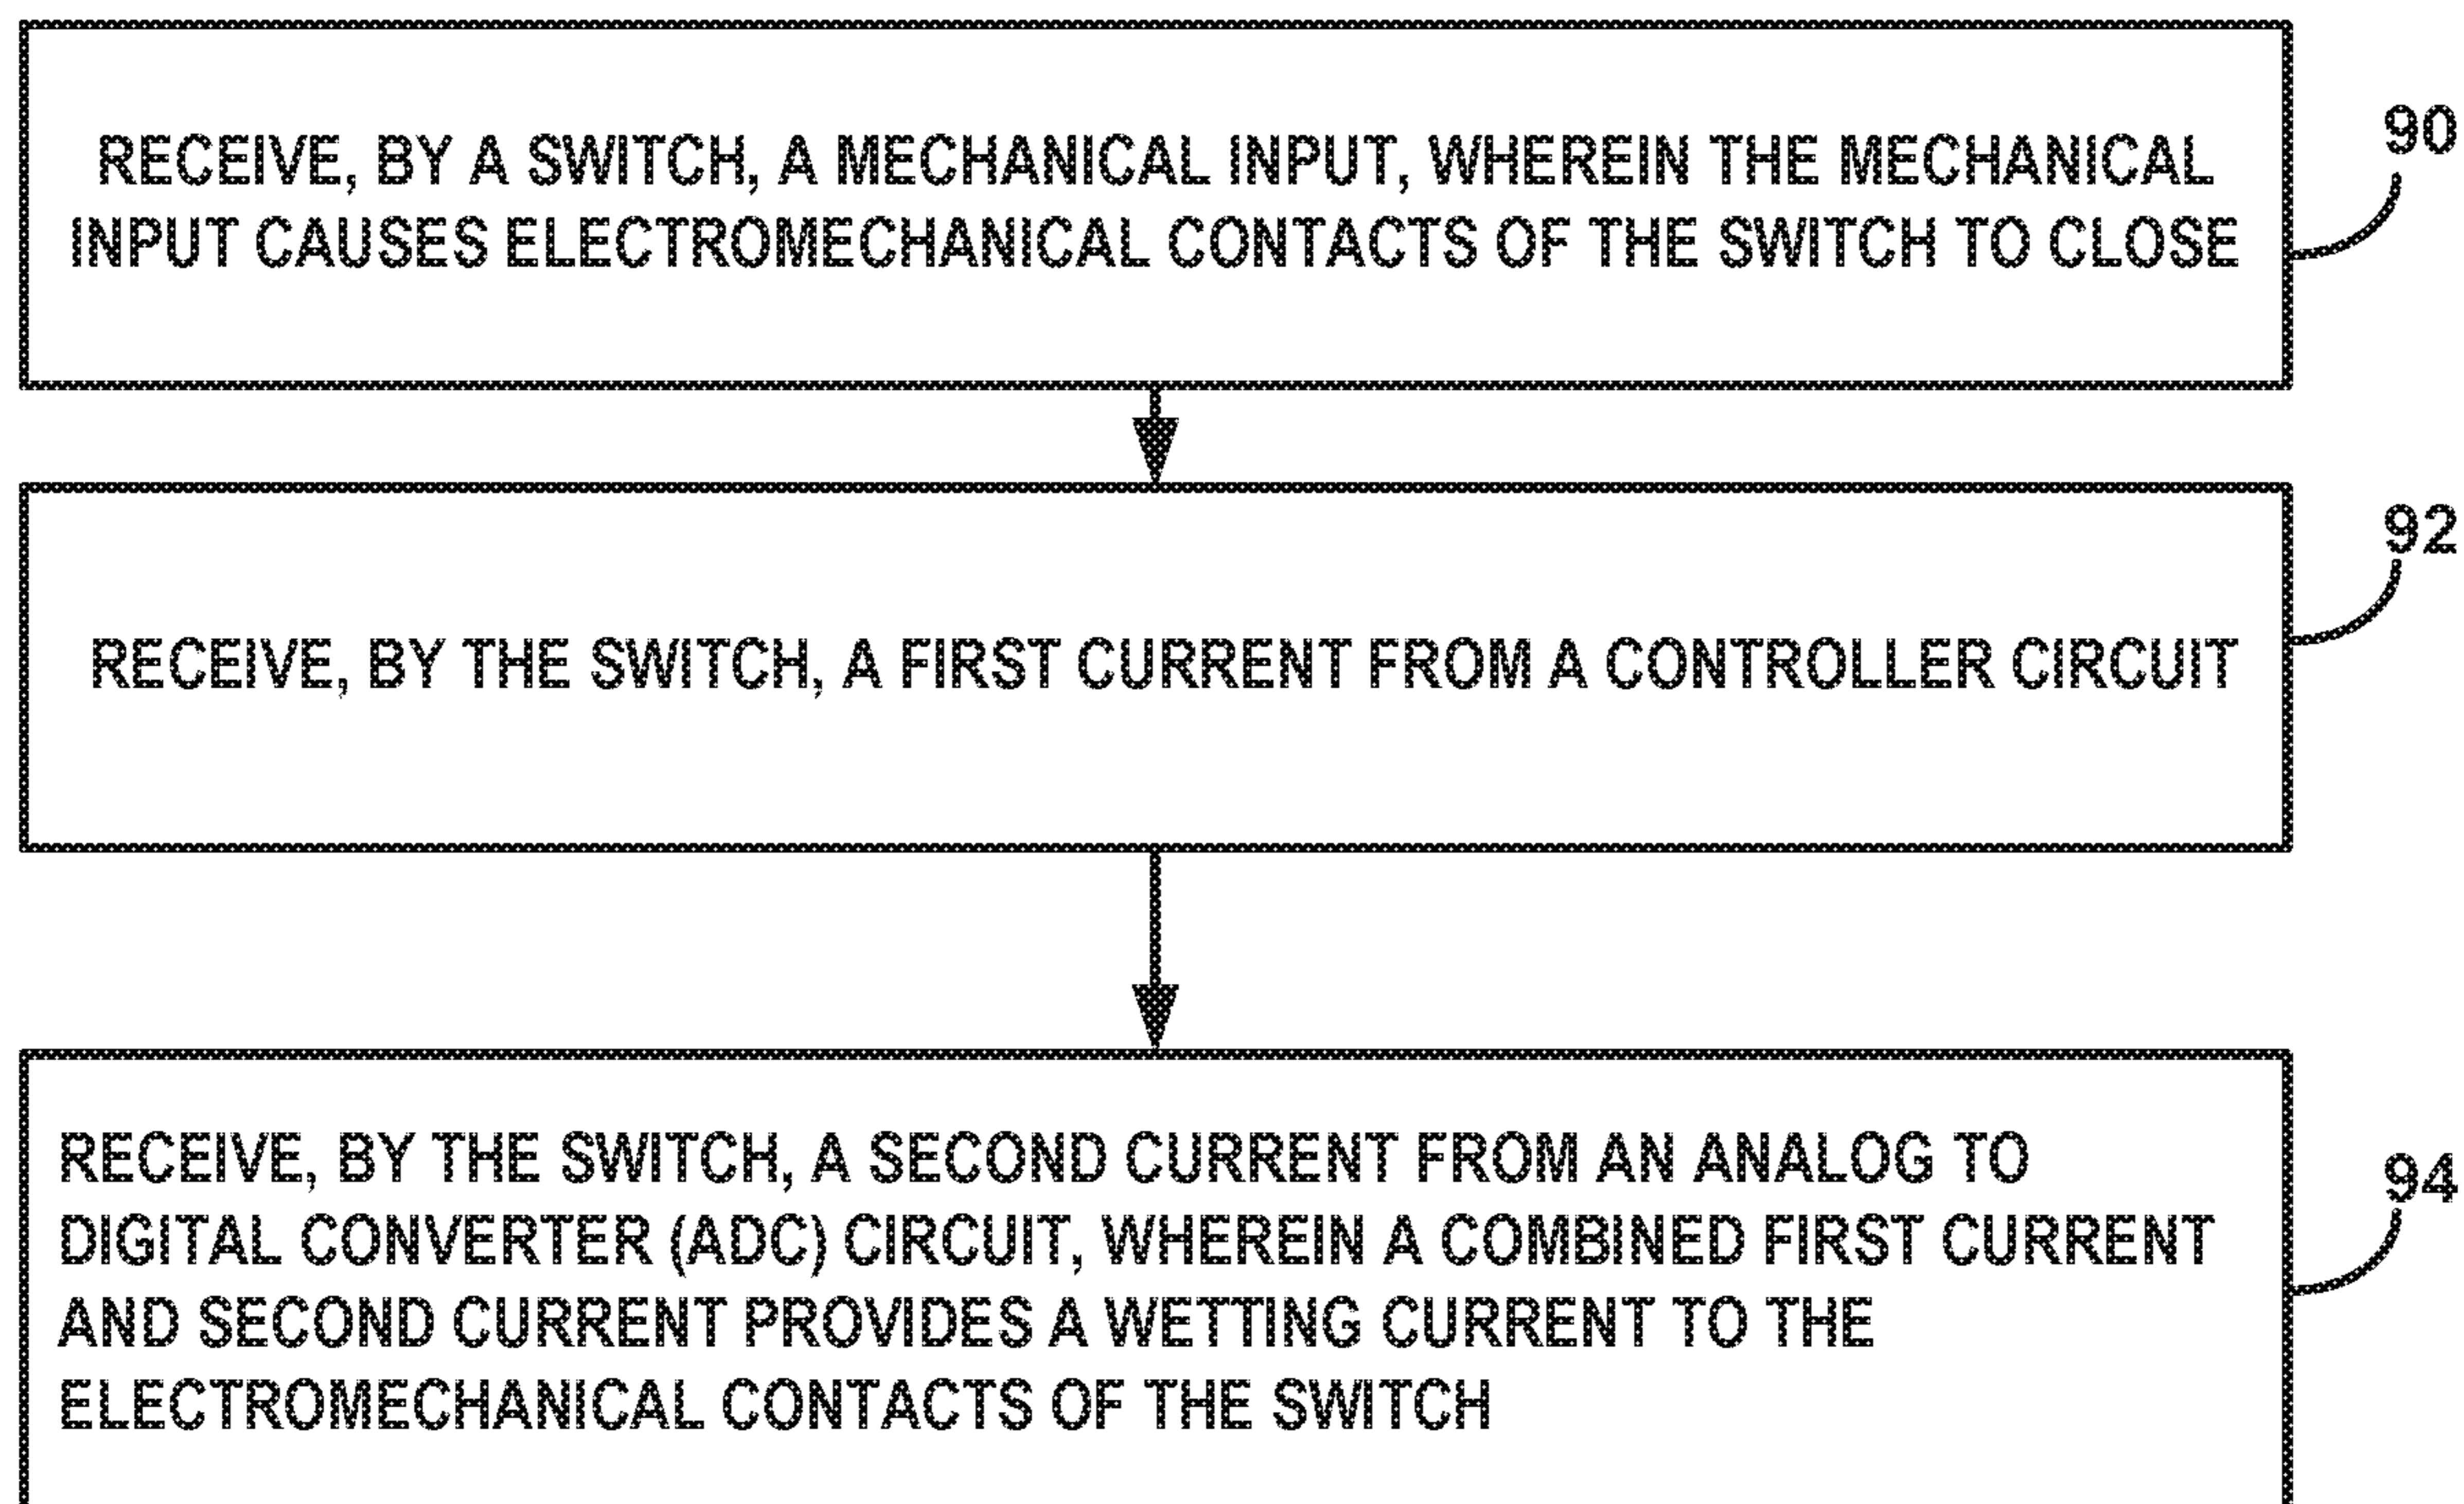 RECEIVE, BY A SWITCH, A MECHANICAL INPUT, WHEREIN THE MECHANICAL
INPUT CAUSES ELECTROMECHANICAL CONTACTS OF THE SWITCH TO CLOSE
90
RECEIVE, BY THE SWITCH, A FIRST CURRENT FROM A CONTROLLER CIRCUIT
92
RECEIVE, BY THE SWITCH, A SECOND CURRENT FROM AN ANALOG TO
DIGITAL CONVERTER (ADC) CIRCUIT, WHEREIN A COMBINED FIRST CURRENT
AND SECOND CURRENT PROVIDES A WETTING CURRENT TO THE
ELECTROMECHANICAL CONTACTS OF THE SWITCH
94